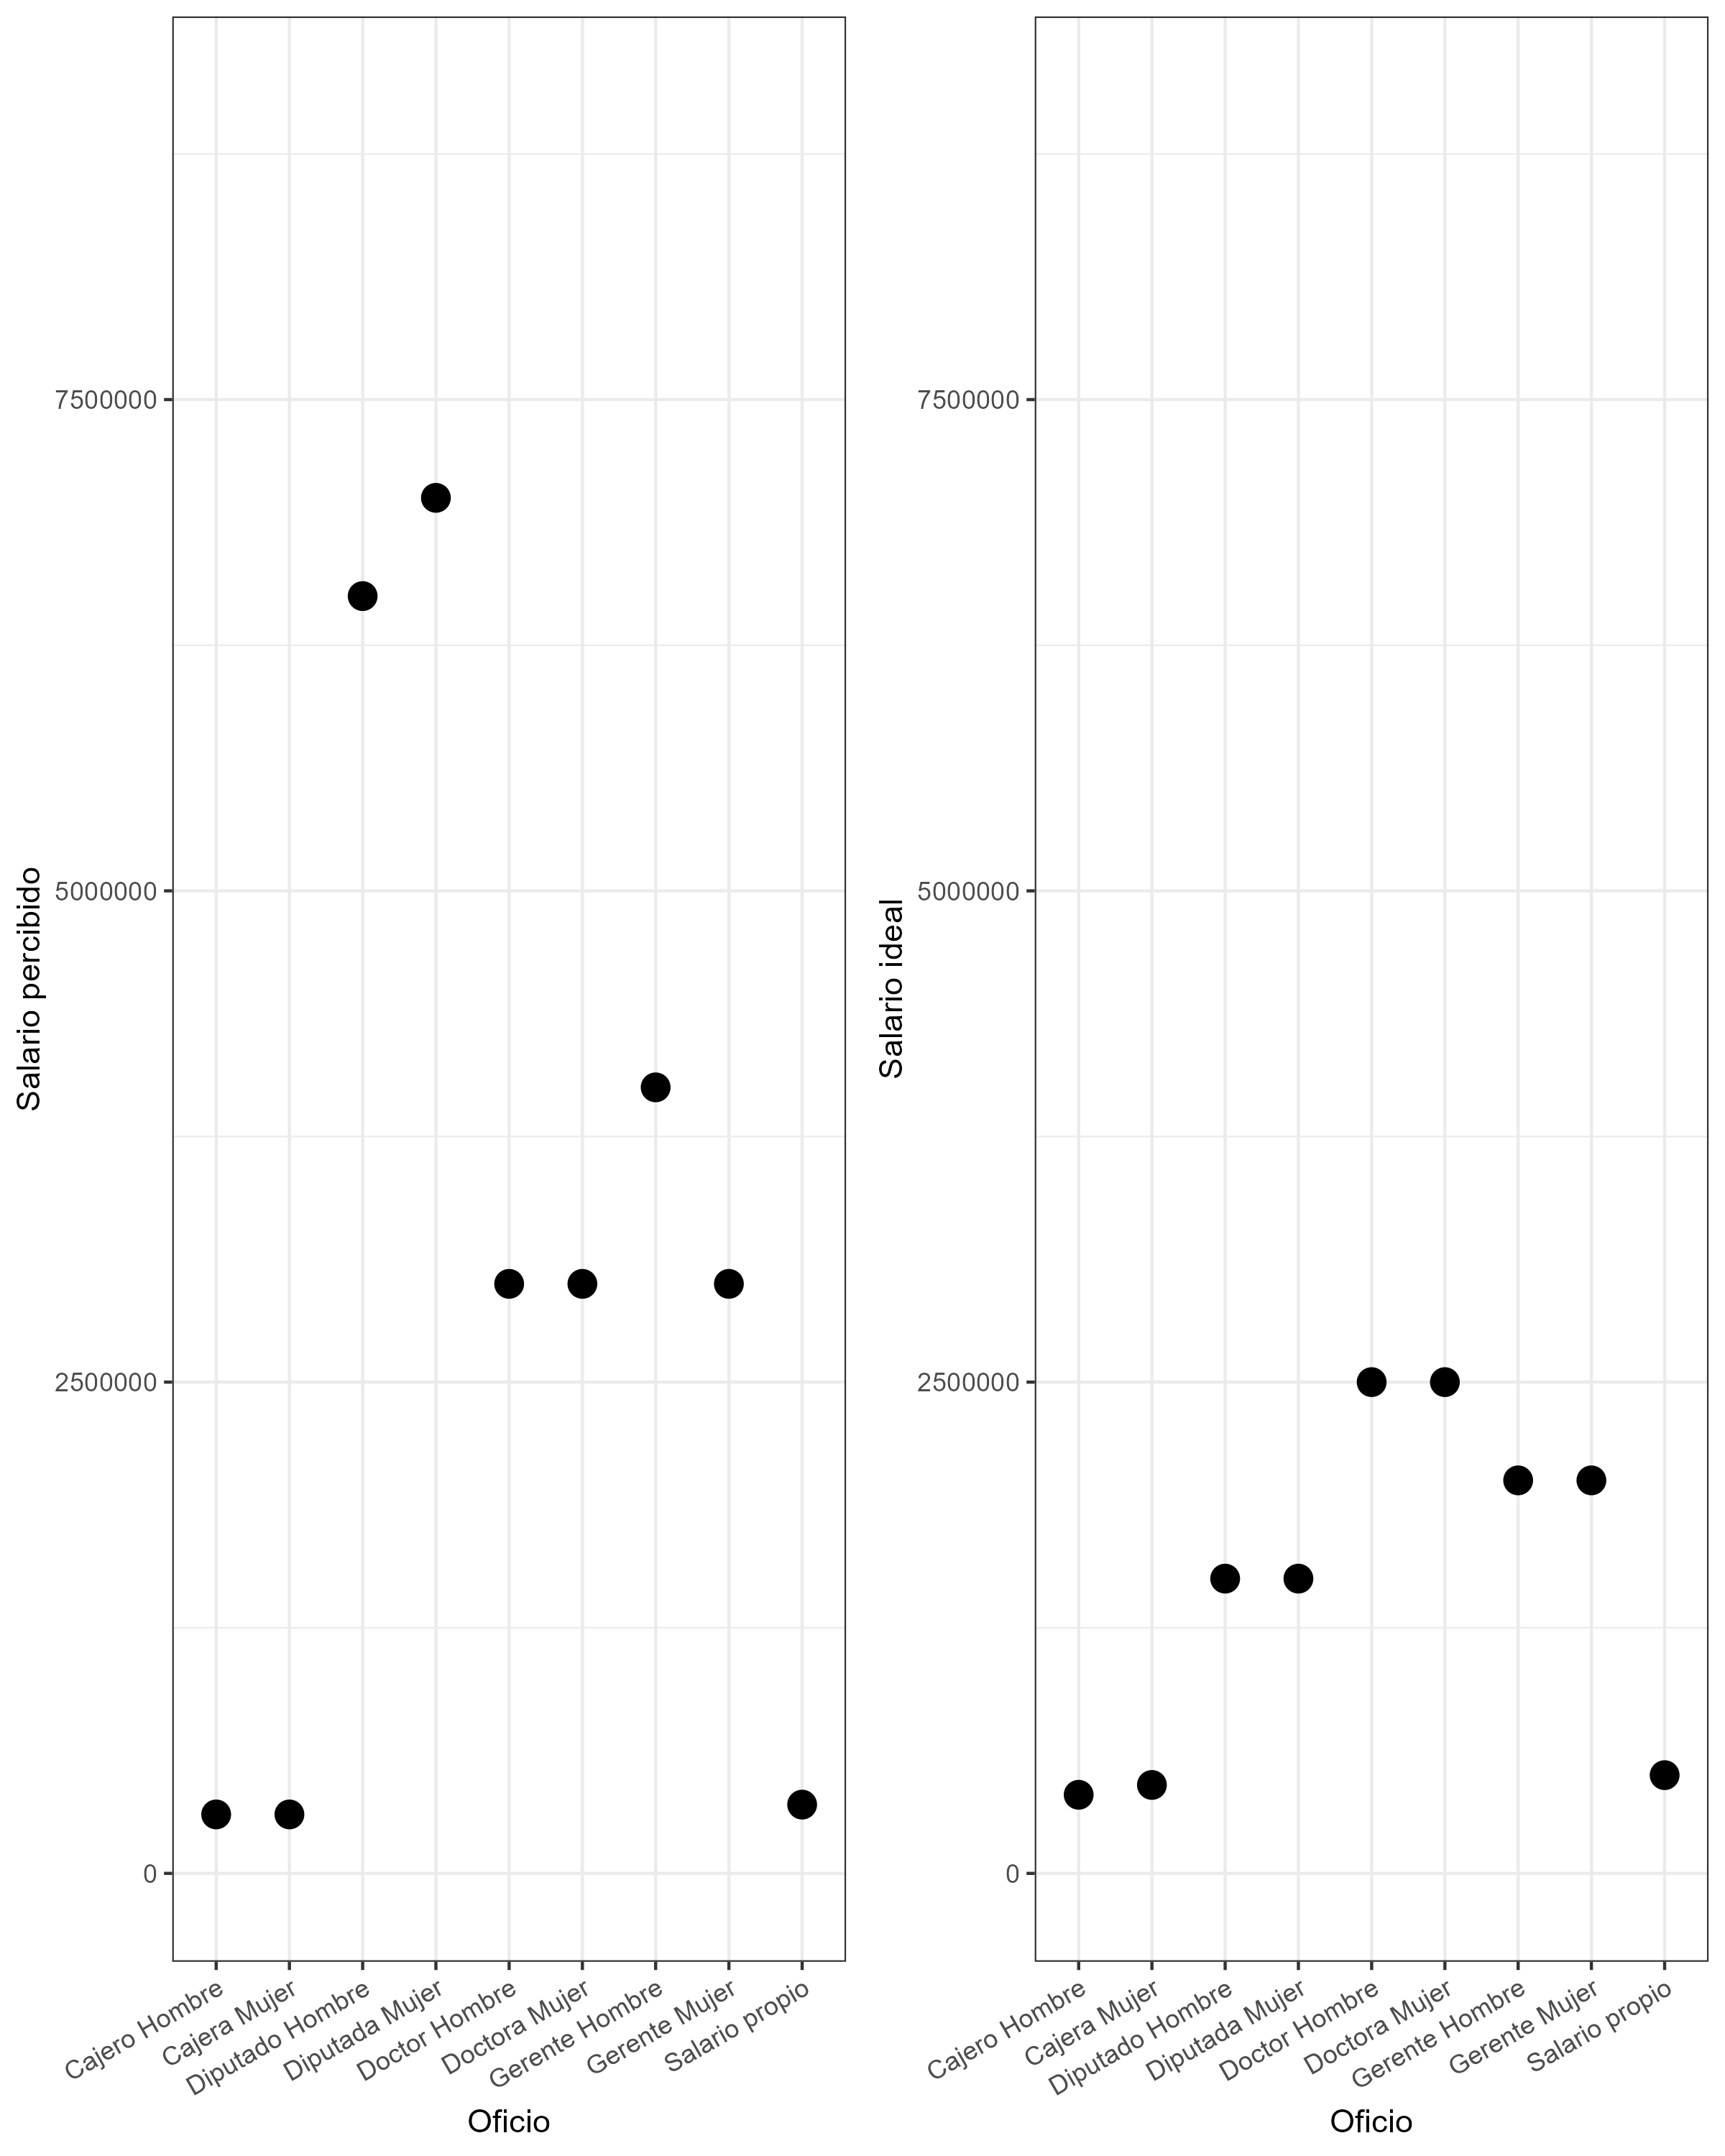 Salario percibido
7500000
5000000
2500000
0
Cajero Hombre
Cajera Mujer
Diputado Hombre
Diputada Mujer
Doctor Hombre
Doctora Mujer
Gerente Hombre
Gerente Mujer
Salario propio
Oficio
Salario ideal
7500000
5000000
2500000
0
Cajero Hombre
Cajera Mujer
Diputado Hombre
Diputada Mujer
Doctor Hombre
Doctora Mujer
Gerente Hombre
Gerente Mujer
Salario propio
Oficio